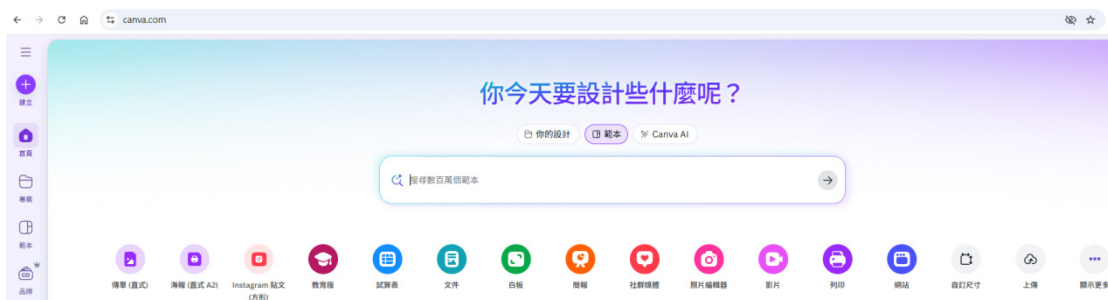 canva.com
建立
首頁
專案
範本
品牌
你今天要設計些什麼呢？
你的設計
範本
Canva AI
搜尋數百萬個範本
傳單 (直式)
海報 (直式 A2)
Instagram 貼文
(方形)
教育版
試算表
文件
白板
簡報
社群媒體
照片編輯器
影片
列印
網站
自訂尺寸
上傳
顯示更多